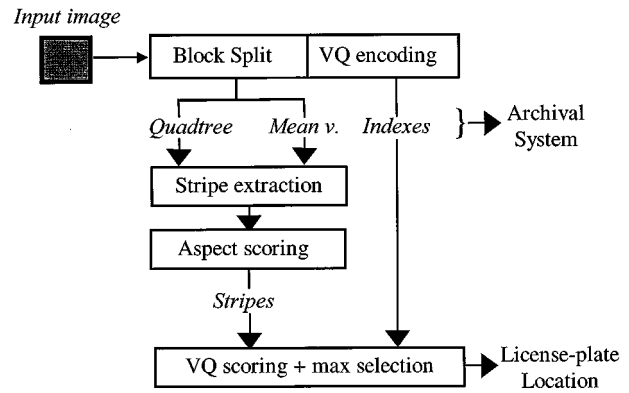 Input image
Block Split
VQ encoding
Quadtree
Mean v.
Indexes
}
Archival
System
Stripe extraction
Aspect scoring
Stripes
VQ scoring + max selection
License-plate
Location